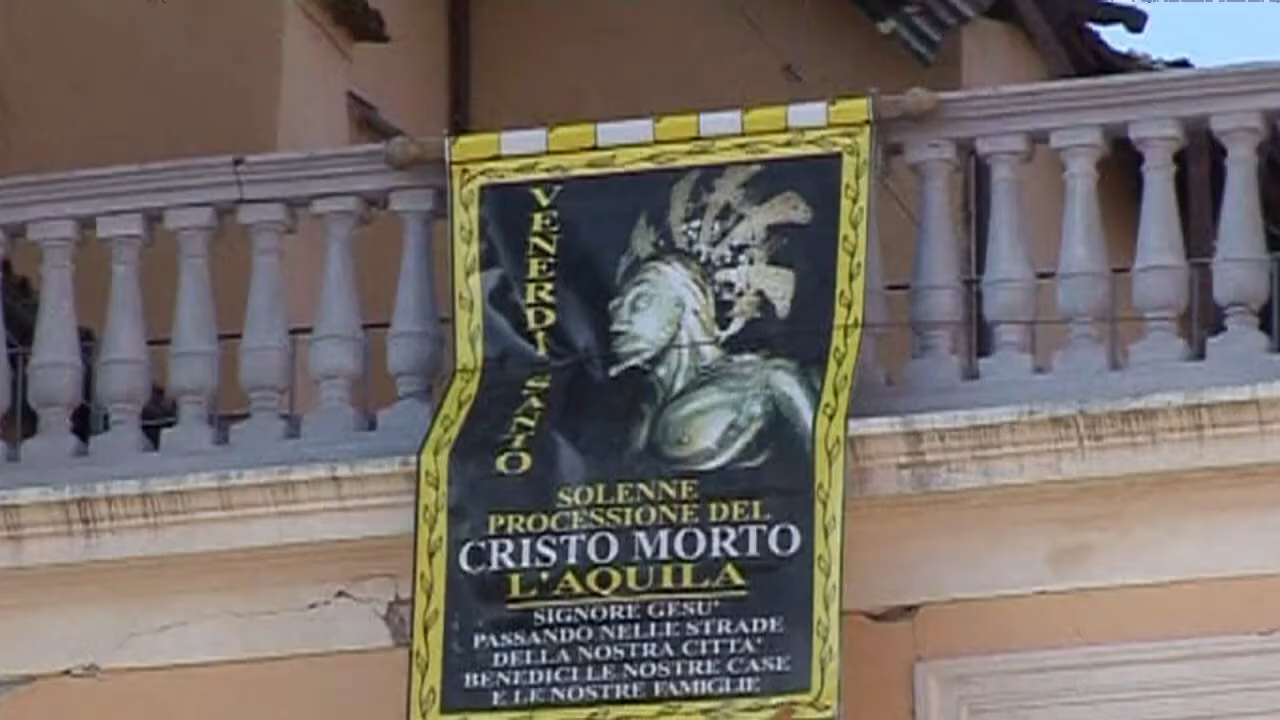 VENERDI SANTO
SOLENNE
PROCESSIONE DEL
CRISTO MORTO
L'AQUILA
SIGNORE GESU'
PASSANDO NELLE STRADE
DELLA NOSTRA CITTA'
BENEDICI LE NOSTRE CASE
E LE NOSTRE FAMIGLIE